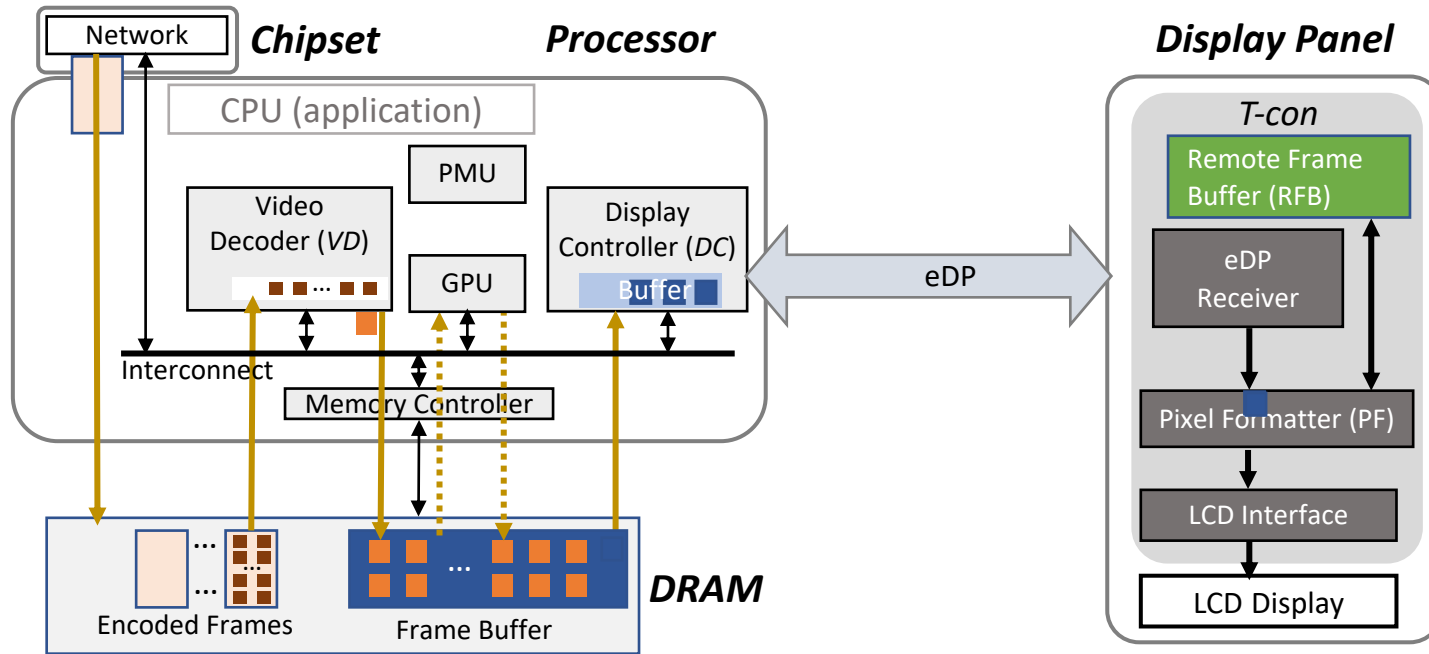 Network
Chipset
Processor
Display Panel
CPU (application)
T-con
PMU
Remote Frame
Buffer (RFB)
Video
Decoder (VD)
...
Display
Controller (DC)
Buffer
GPU
eDP
eDP
Receiver
Interconnect
Memory Controller
Pixel Formatter (PF)
LCD Interface
...
...
...
...
DRAM
Encoded Frames
Frame Buffer
LCD Display